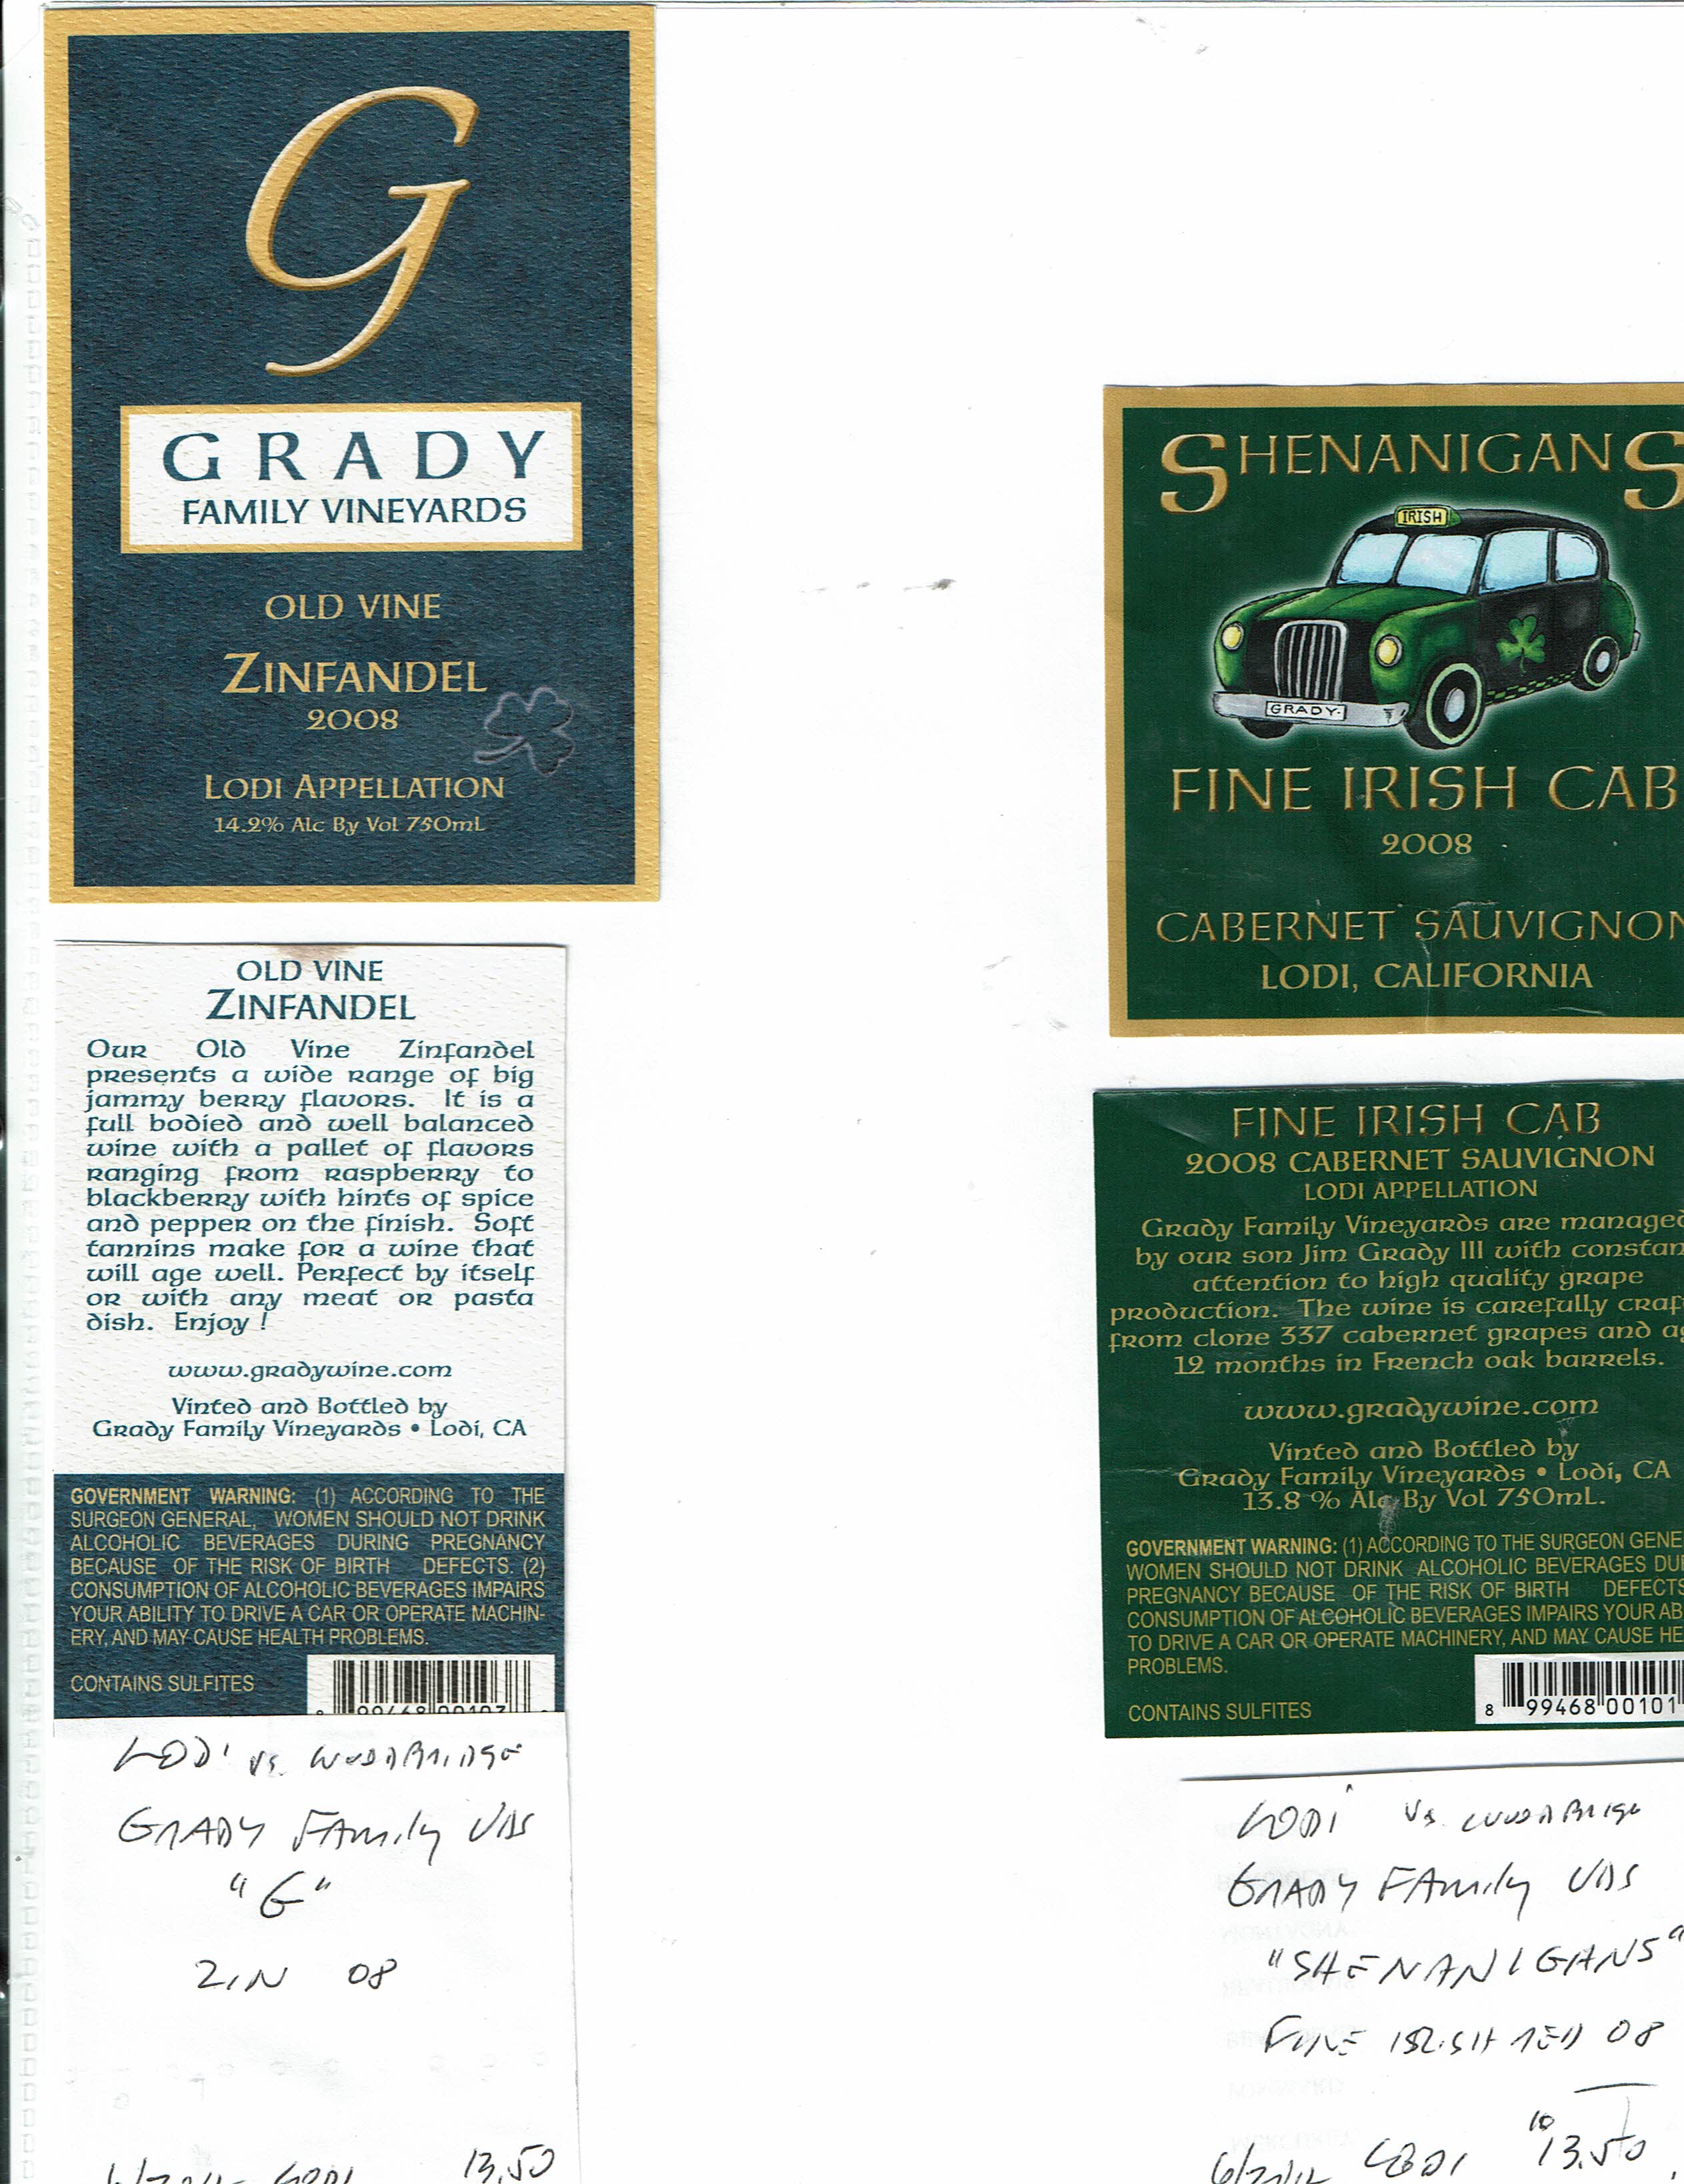 G
GRADY
FAMILY VINEYARDS
OLD VINE
ZINFANDEL
2008
LODI APPELLATION
14.2% Alc By Vol 750mL
OLD VINE
ZINFANDEL
Our Old Vine Zinfandel
presents a wide range of big
jammy berry flavors. It is a
full bodied and well balanced
wine with a pallet of flavors
ranging from raspberry to
blackberry with hints of spice
and pepper on the finish. Soft
tannins make for a wine that
will age well. Perfect by itself
or with any meat or pasta
dish. Enjoy !
www.gradywine.com
Vinted and Bottled by
Grady Family Vineyards • Lodi, CA
GOVERNMENT WARNING: (1) ACCORDING TO THE
SURGEON GENERAL, WOMEN SHOULD NOT DRINK
ALCOHOLIC BEVERAGES DURING PREGNANCY
BECAUSE OF THE RISK OF BIRTH DEFECTS. (2)
CONSUMPTION OF ALCOHOLIC BEVERAGES IMPAIRS
YOUR ABILITY TO DRIVE A CAR OR OPERATE MACHIN-
ERY, AND MAY CAUSE HEALTH PROBLEMS.
CONTAINS SULFITES
LODI vs. WOODBRIDGE
GRADY FAMILY VDS
"G"
ZIN 08
LODI 13.50
SHENANIGANS
IRISH
GRADY
FINE IRISH CAB
2008
CABERNET SAUVIGNON
LODI, CALIFORNIA
FINE IRISH CAB
2008 CABERNET SAUVIGNON
LODI APPELLATION
Grady Family Vineyards are managed
by our son Jim Grady III with constan
attention to high quality grape
production. The wine is carefully craf
from clone 337 cabernet grapes and ag
12 months in French oak barrels.
www.gradywine.com
Vinted and Bottled by
Grady Family Vineyards • Lodi, CA
13.8 % Alc By Vol 750mL.
GOVERNMENT WARNING: (1) ACCORDING TO THE SURGEON GENE
WOMEN SHOULD NOT DRINK ALCOHOLIC BEVERAGES DU
PREGNANCY BECAUSE OF THE RISK OF BIRTH DEFECTS
CONSUMPTION OF ALCOHOLIC BEVERAGES IMPAIRS YOUR AB
TO DRIVE A CAR OR OPERATE MACHINERY, AND MAY CAUSE HE
PROBLEMS.
CONTAINS SULFITES
8 99468 00101
LODI Vs. WOODBRIDGE
GRADY FAMILY VDS
"SHENANIGANS"
FINE IRISH RED 08
10
LODI 13.50